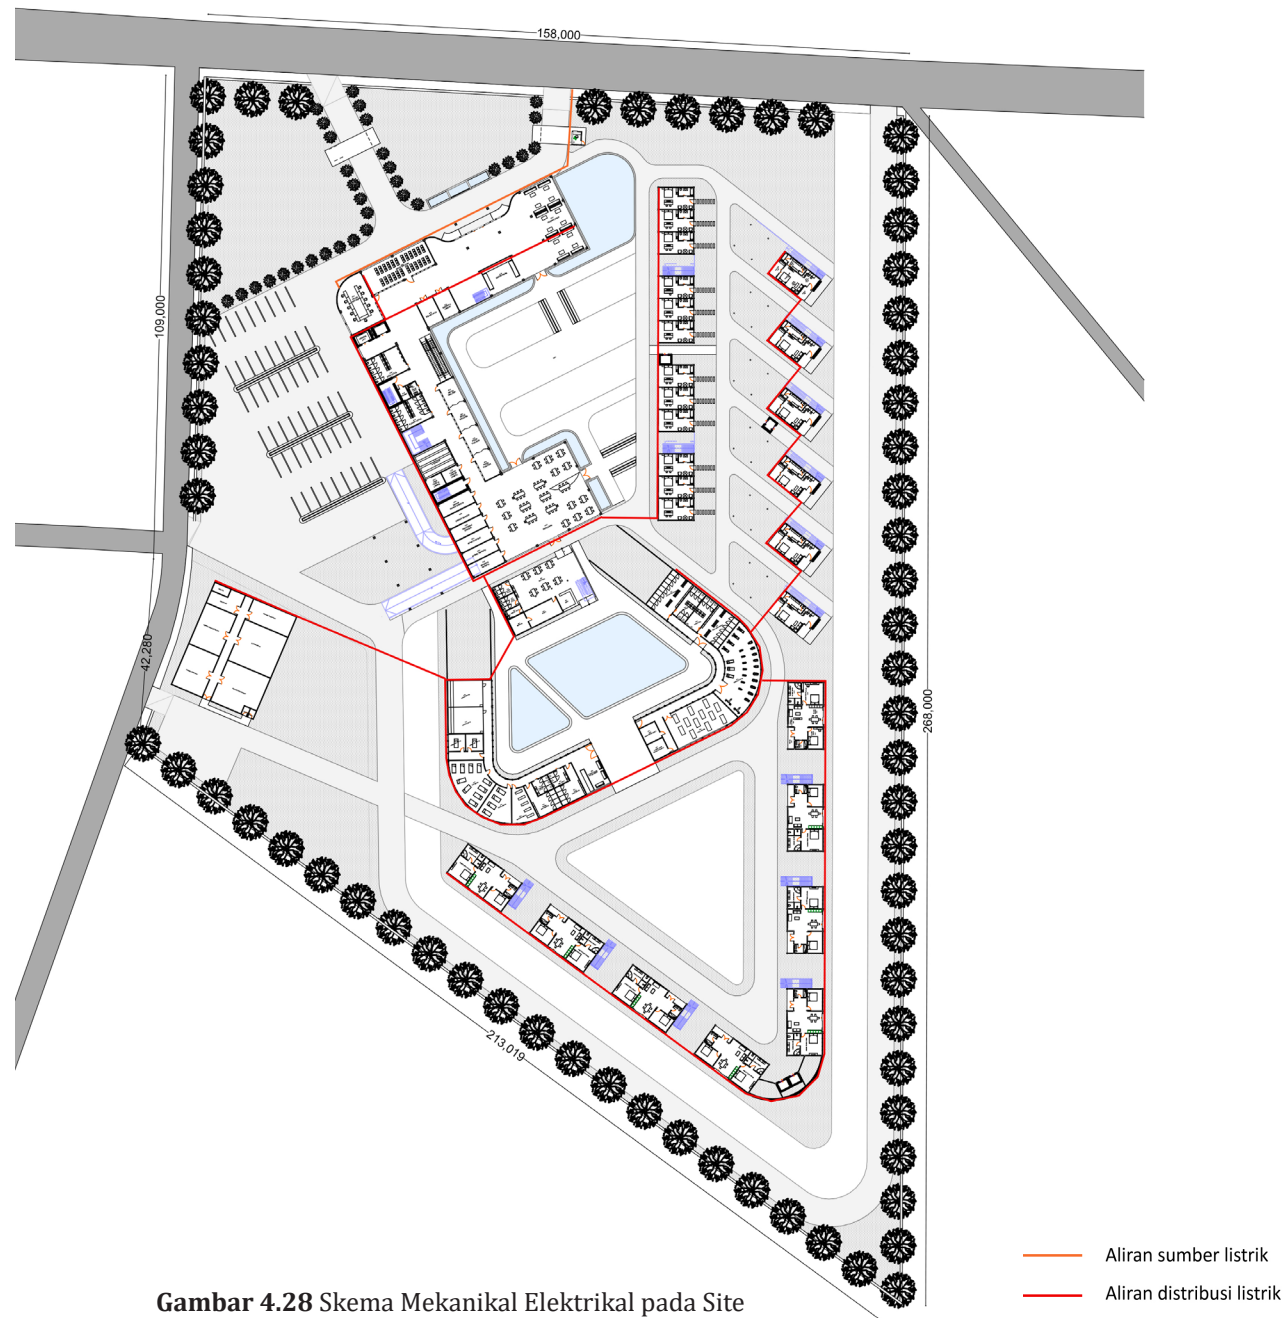 158,000
109,000
42,280
268,000
213,019
Aliran sumber listrik
Aliran distribusi listrik
Gambar 4.28 Skema Mekanikal Elektrikal pada Site